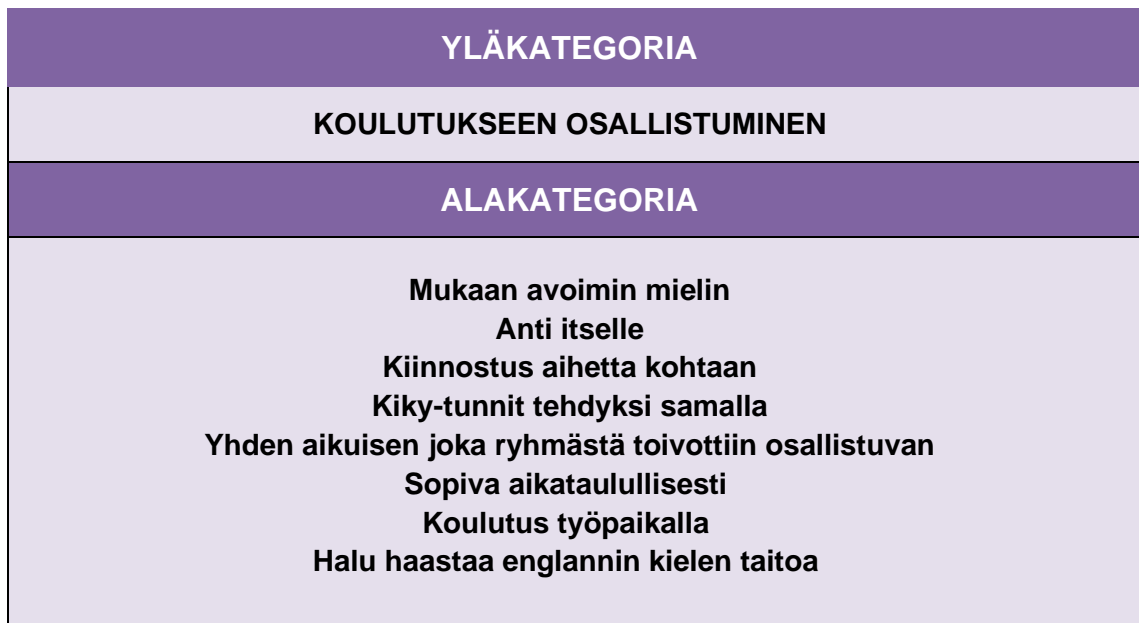 YLÄKATEGORIA
KOULUTUKSEEN OSALLISTUMINEN
ALAKATEGORIA
Mukaan avoimin mielin
Anti itselle
Kiinnostus aihetta kohtaan
Kiky-tunnit tehdyksi samalla
Yhden aikuisen joka ryhmästä toivottiin osallistuvan
Sopiva aikataulullisesti
Koulutus työpaikalla
Halu haastaa englannin kielen taitoa